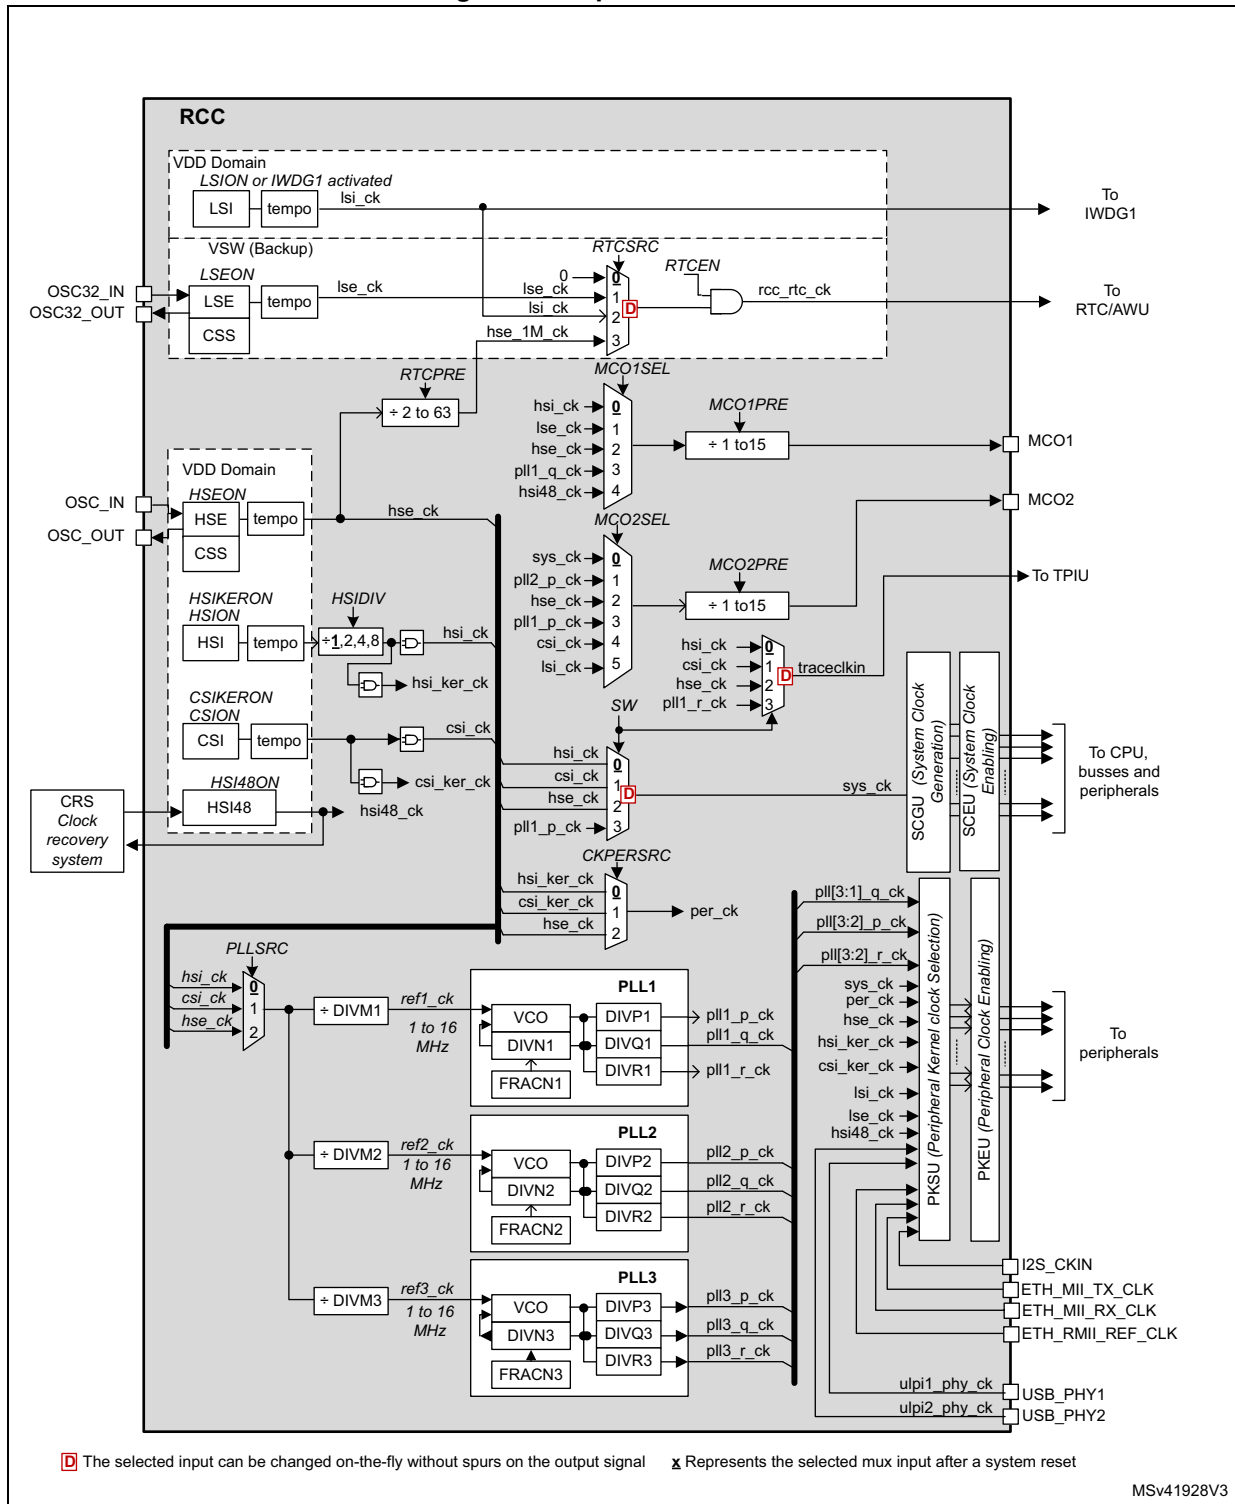 RCC
VDD Domain
LSION or IWDG1 activated
LSI
tempo
lsi_ck
To
IWDG1
VSW (Backup)
RTCSRC
LSEON
RTCEN
OSC32_IN
OSC32_OUT
LSE
tempo
CSS
lse_ck
0
lse_ck
lsi_ck
hse_1M_ck
0
1
2
3
D
rcc_rtc_ck
To
RTC/AWU
RTCPRE
÷ 2 to 63
MCO1SEL
hsi_ck
lse_ck
hse_ck
pll1_q_ck
hsi48_ck
0
1
2
3
4
MCO1PRE
÷ 1 to15
MCO1
VDD Domain
HSEON
OSC_IN
OSC_OUT
HSE
tempo
CSS
hse_ck
MCO2
MCO2SEL
sys_ck
pll2_p_ck
hse_ck
pll1_p_ck
csi_ck
lsi_ck
0
1
2
3
4
5
MCO2PRE
÷ 1 to15
To TPIU
HSIKERON
HSION
HSI
tempo
HSIDIV
÷1,2,4,8
hsi_ck
hsi_ker_ck
hsi_ck
csi_ck
hse_ck
pll1_r_ck
0
1
2
3
D
traceclkin
CSIKERON
CSION
CSI
tempo
csi_ck
csi_ker_ck
HSI48ON
HSI48
hsi48_ck
CRS
Clock
recovery
system
SW
hsi_ck
csi_ck
hse_ck
pll1_p_ck
0
1
2
3
D
sys_ck
SCGU (System Clock
Generation)
SCEU (System Clock
Enabling)
To CPU,
busses and
peripherals
CKPERSRC
hsi_ker_ck
csi_ker_ck
hse_ck
0
1
2
per_ck
PLLSRC
hsi_ck
csi_ck
hse_ck
0
1
2
÷ DIVM1
ref1_ck
1 to 16
MHz
PLL1
VCO
DIVN1
FRACN1
DIVP1
DIVQ1
DIVR1
pll1_p_ck
pll1_q_ck
pll1_r_ck
÷ DIVM2
ref2_ck
1 to 16
MHz
PLL2
VCO
DIVN2
FRACN2
DIVP2
DIVQ2
DIVR2
pll2_p_ck
pll2_q_ck
pll2_r_ck
÷ DIVM3
ref3_ck
1 to 16
MHz
PLL3
VCO
DIVN3
FRACN3
DIVP3
DIVQ3
DIVR3
pll3_p_ck
pll3_q_ck
pll3_r_ck
pll[3:1]_q_ck
pll[3:2]_p_ck
pll[3:2]_r_ck
sys_ck
per_ck
hse_ck
hsi_ker_ck
csi_ker_ck
lsi_ck
lse_ck
hsi48_ck
PKSU (Peripheral Kernel clock Selection)
PKEU (Peripheral Clock Enabling)
To
peripherals
I2S_CKIN
ETH_MII_TX_CLK
ETH_MII_RX_CLK
ETH_RMII_REF_CLK
ulpi1_phy_ck
USB_PHY1
ulpi2_phy_ck
USB_PHY2
D The selected input can be changed on-the-fly without spurs on the output signal
x Represents the selected mux input after a system reset
MSv41928V3